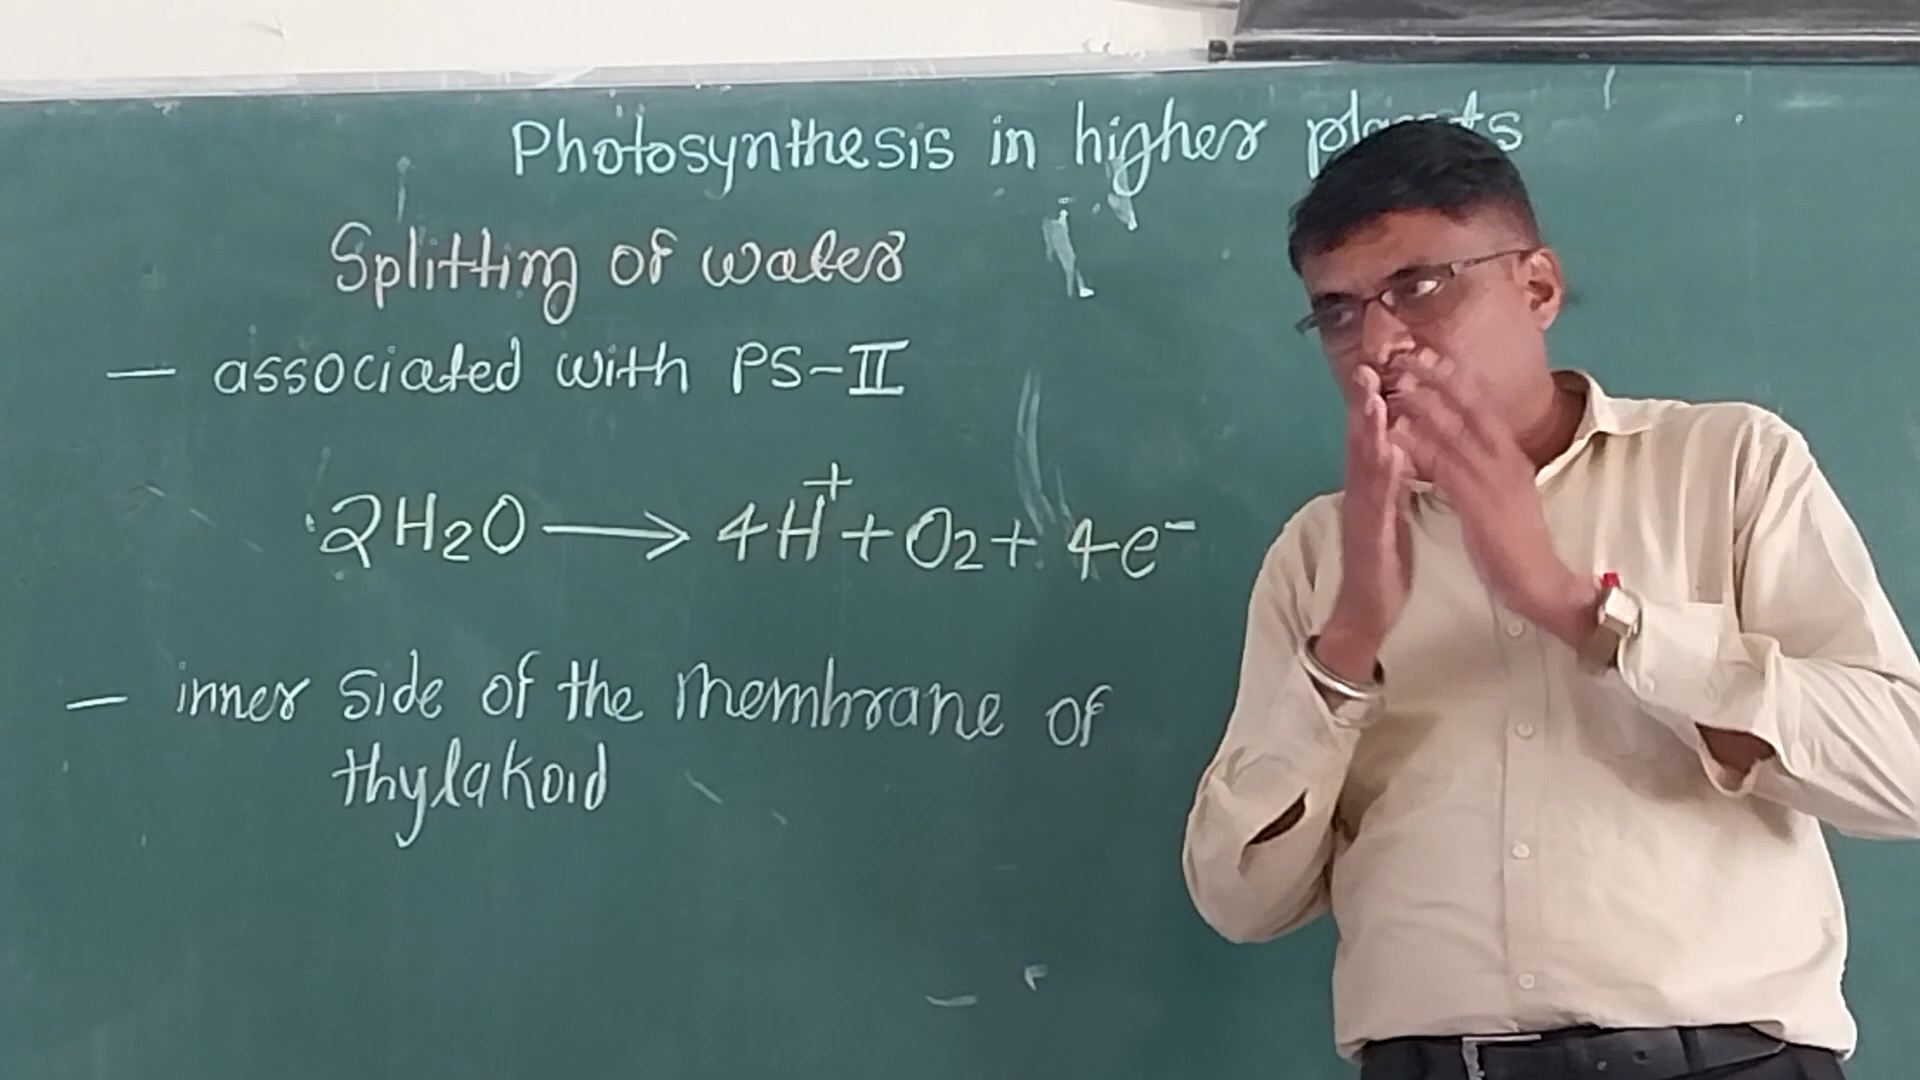 Photosynthesis in higher plants
Splitting of water
— associated with PS-II
2H₂O ⟶ 4H⁺ + O₂ + 4e⁻
— inner side of the membrane of
thylakoid